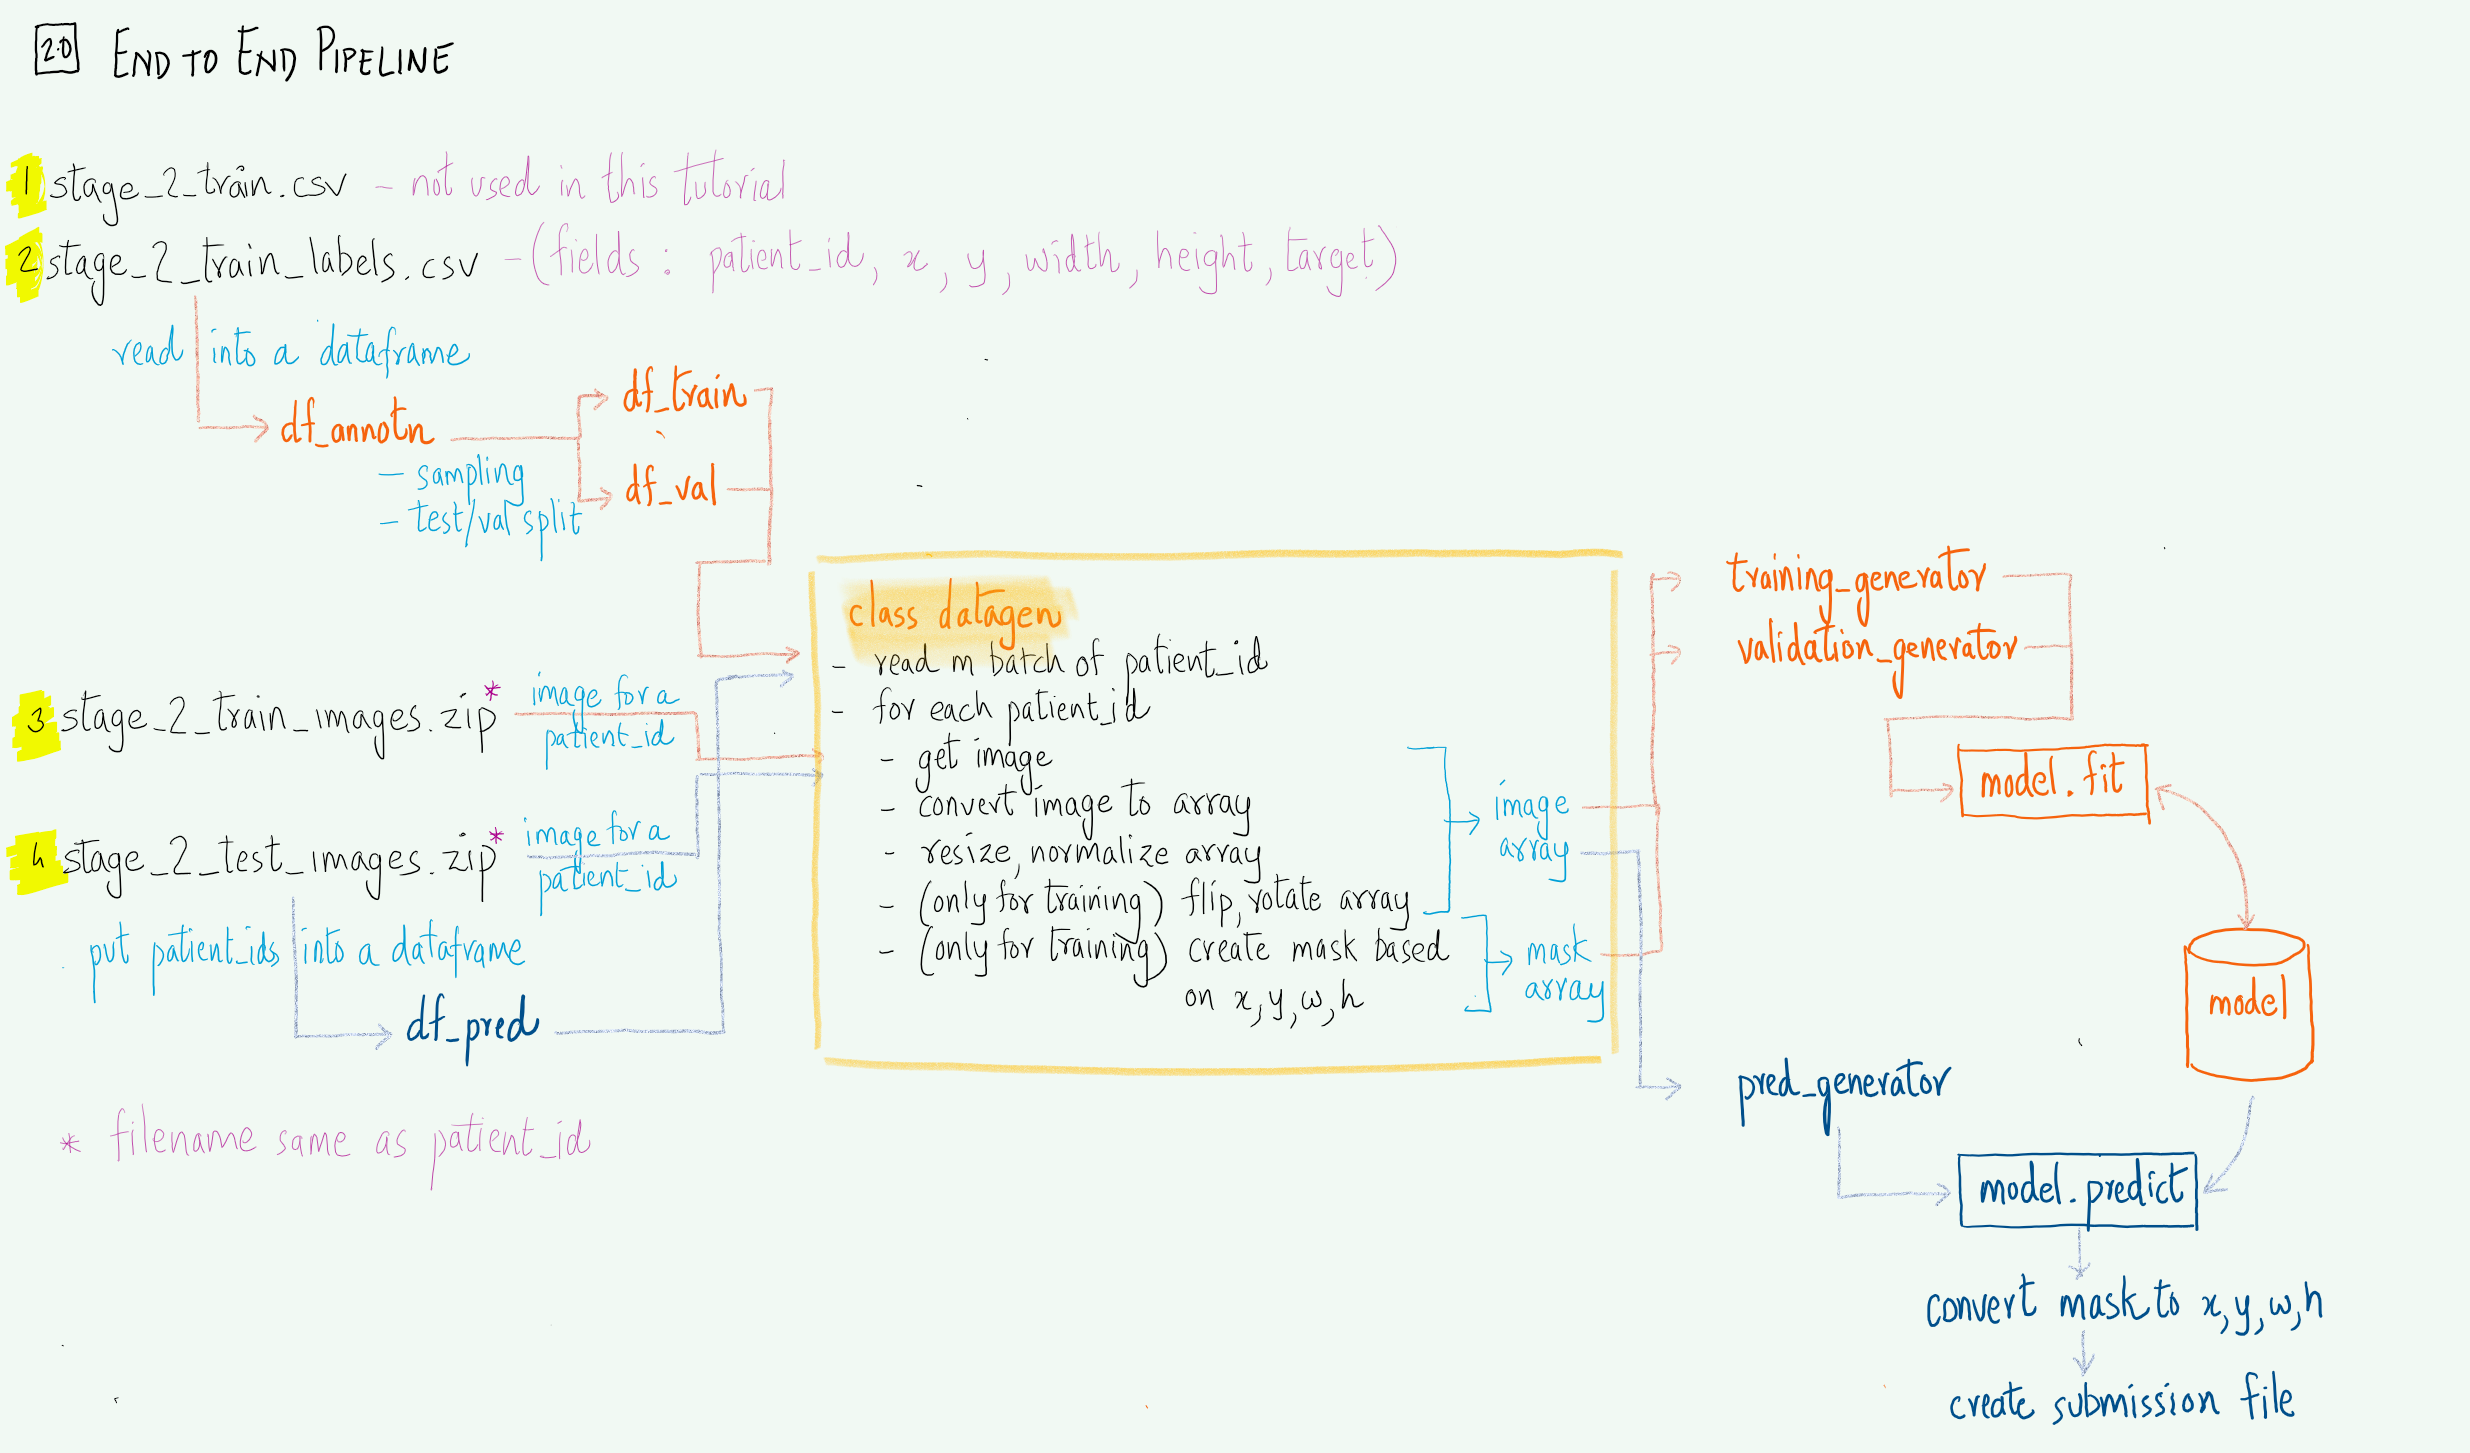 2.0 END TO END PIPELINE
1 stage_2_train.csv - not used in this tutorial
2 stage_2_train_labels.csv - (fields : patient_id, x, y, width, height, target)
read into a dataframe
df_annotn
- sampling
- test/val split
df_train
df_val
3 stage_2_train_images.zip*
image for a
patient_id
4 stage_2_test_images.zip*
image for a
patient_id
put patient_ids into a dataframe
df_pred
* filename same as patient_id
class datagen
- read m batch of patient_id
- for each patient_id
- get image
- convert image to array
- resize, normalize array
- (only for training) flip, rotate array
- (only for training) create mask based
on x, y, w, h
image
array
mask
array
training_generator
validation_generator
model.fit
model
pred_generator
model.predict
convert mask to x, y, w, h
create submission file